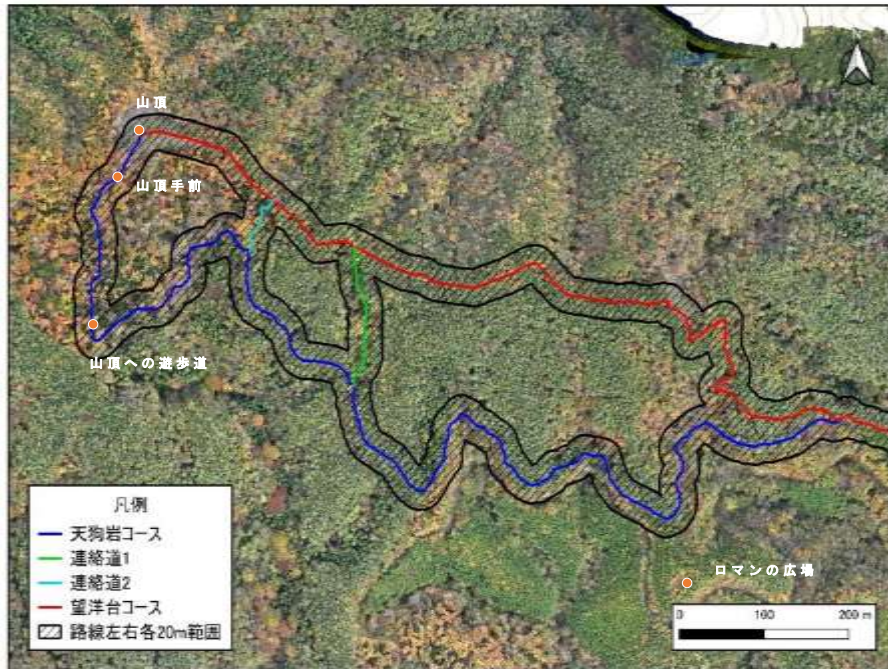 山頂
山頂手前
山頂への遊歩道
凡例
天狗岩コース
連絡道1
連絡道2
望洋台コース
路線左右各20m範囲
ロマンの広場
0 100 200 m